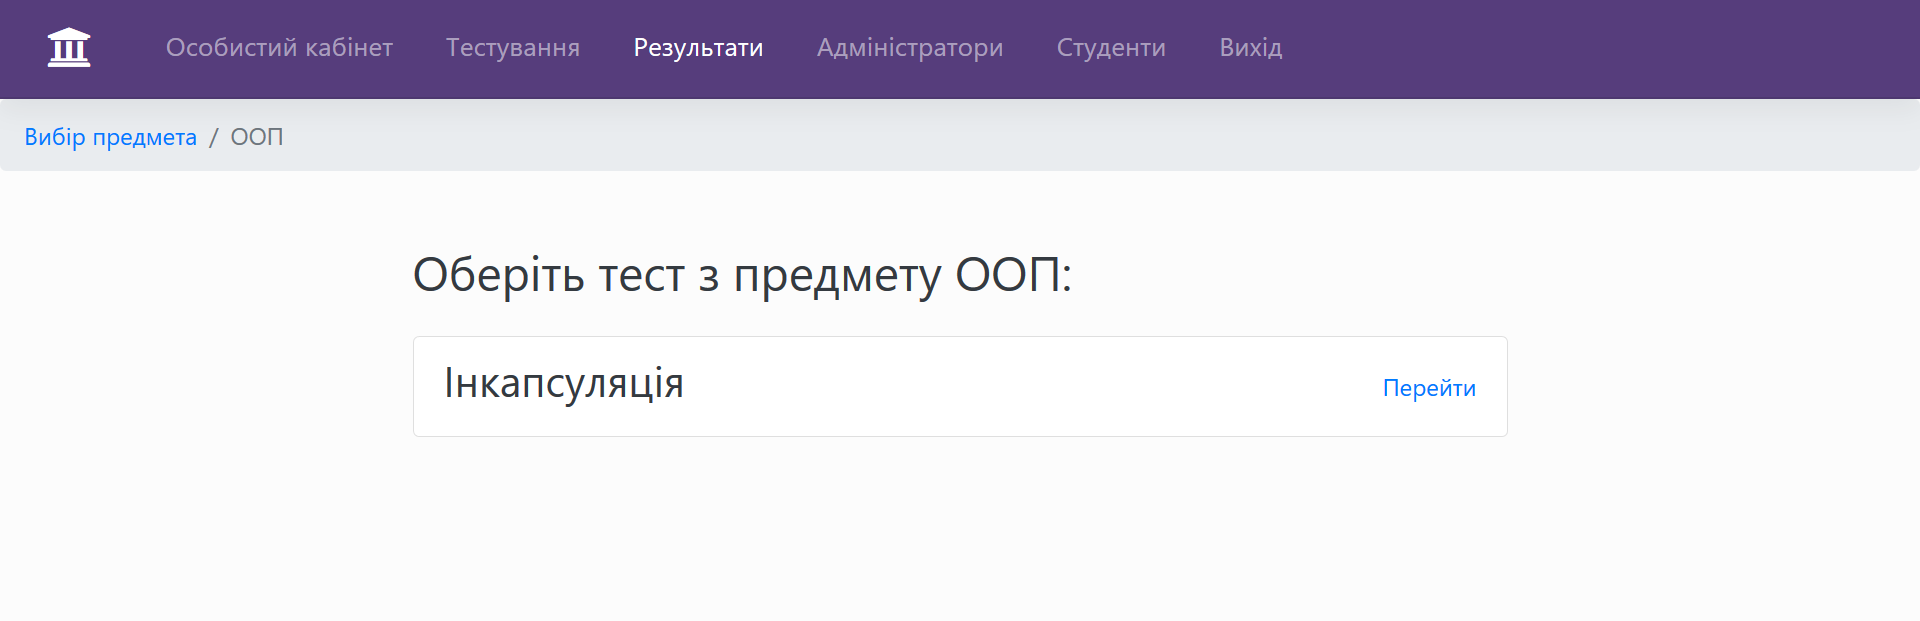 Особистий кабінет Тестування Результати Адміністратори Студенти Вихід
Вибір предмета / ООП
Оберіть тест з предмету ООП:
Інкапсуляція Перейти